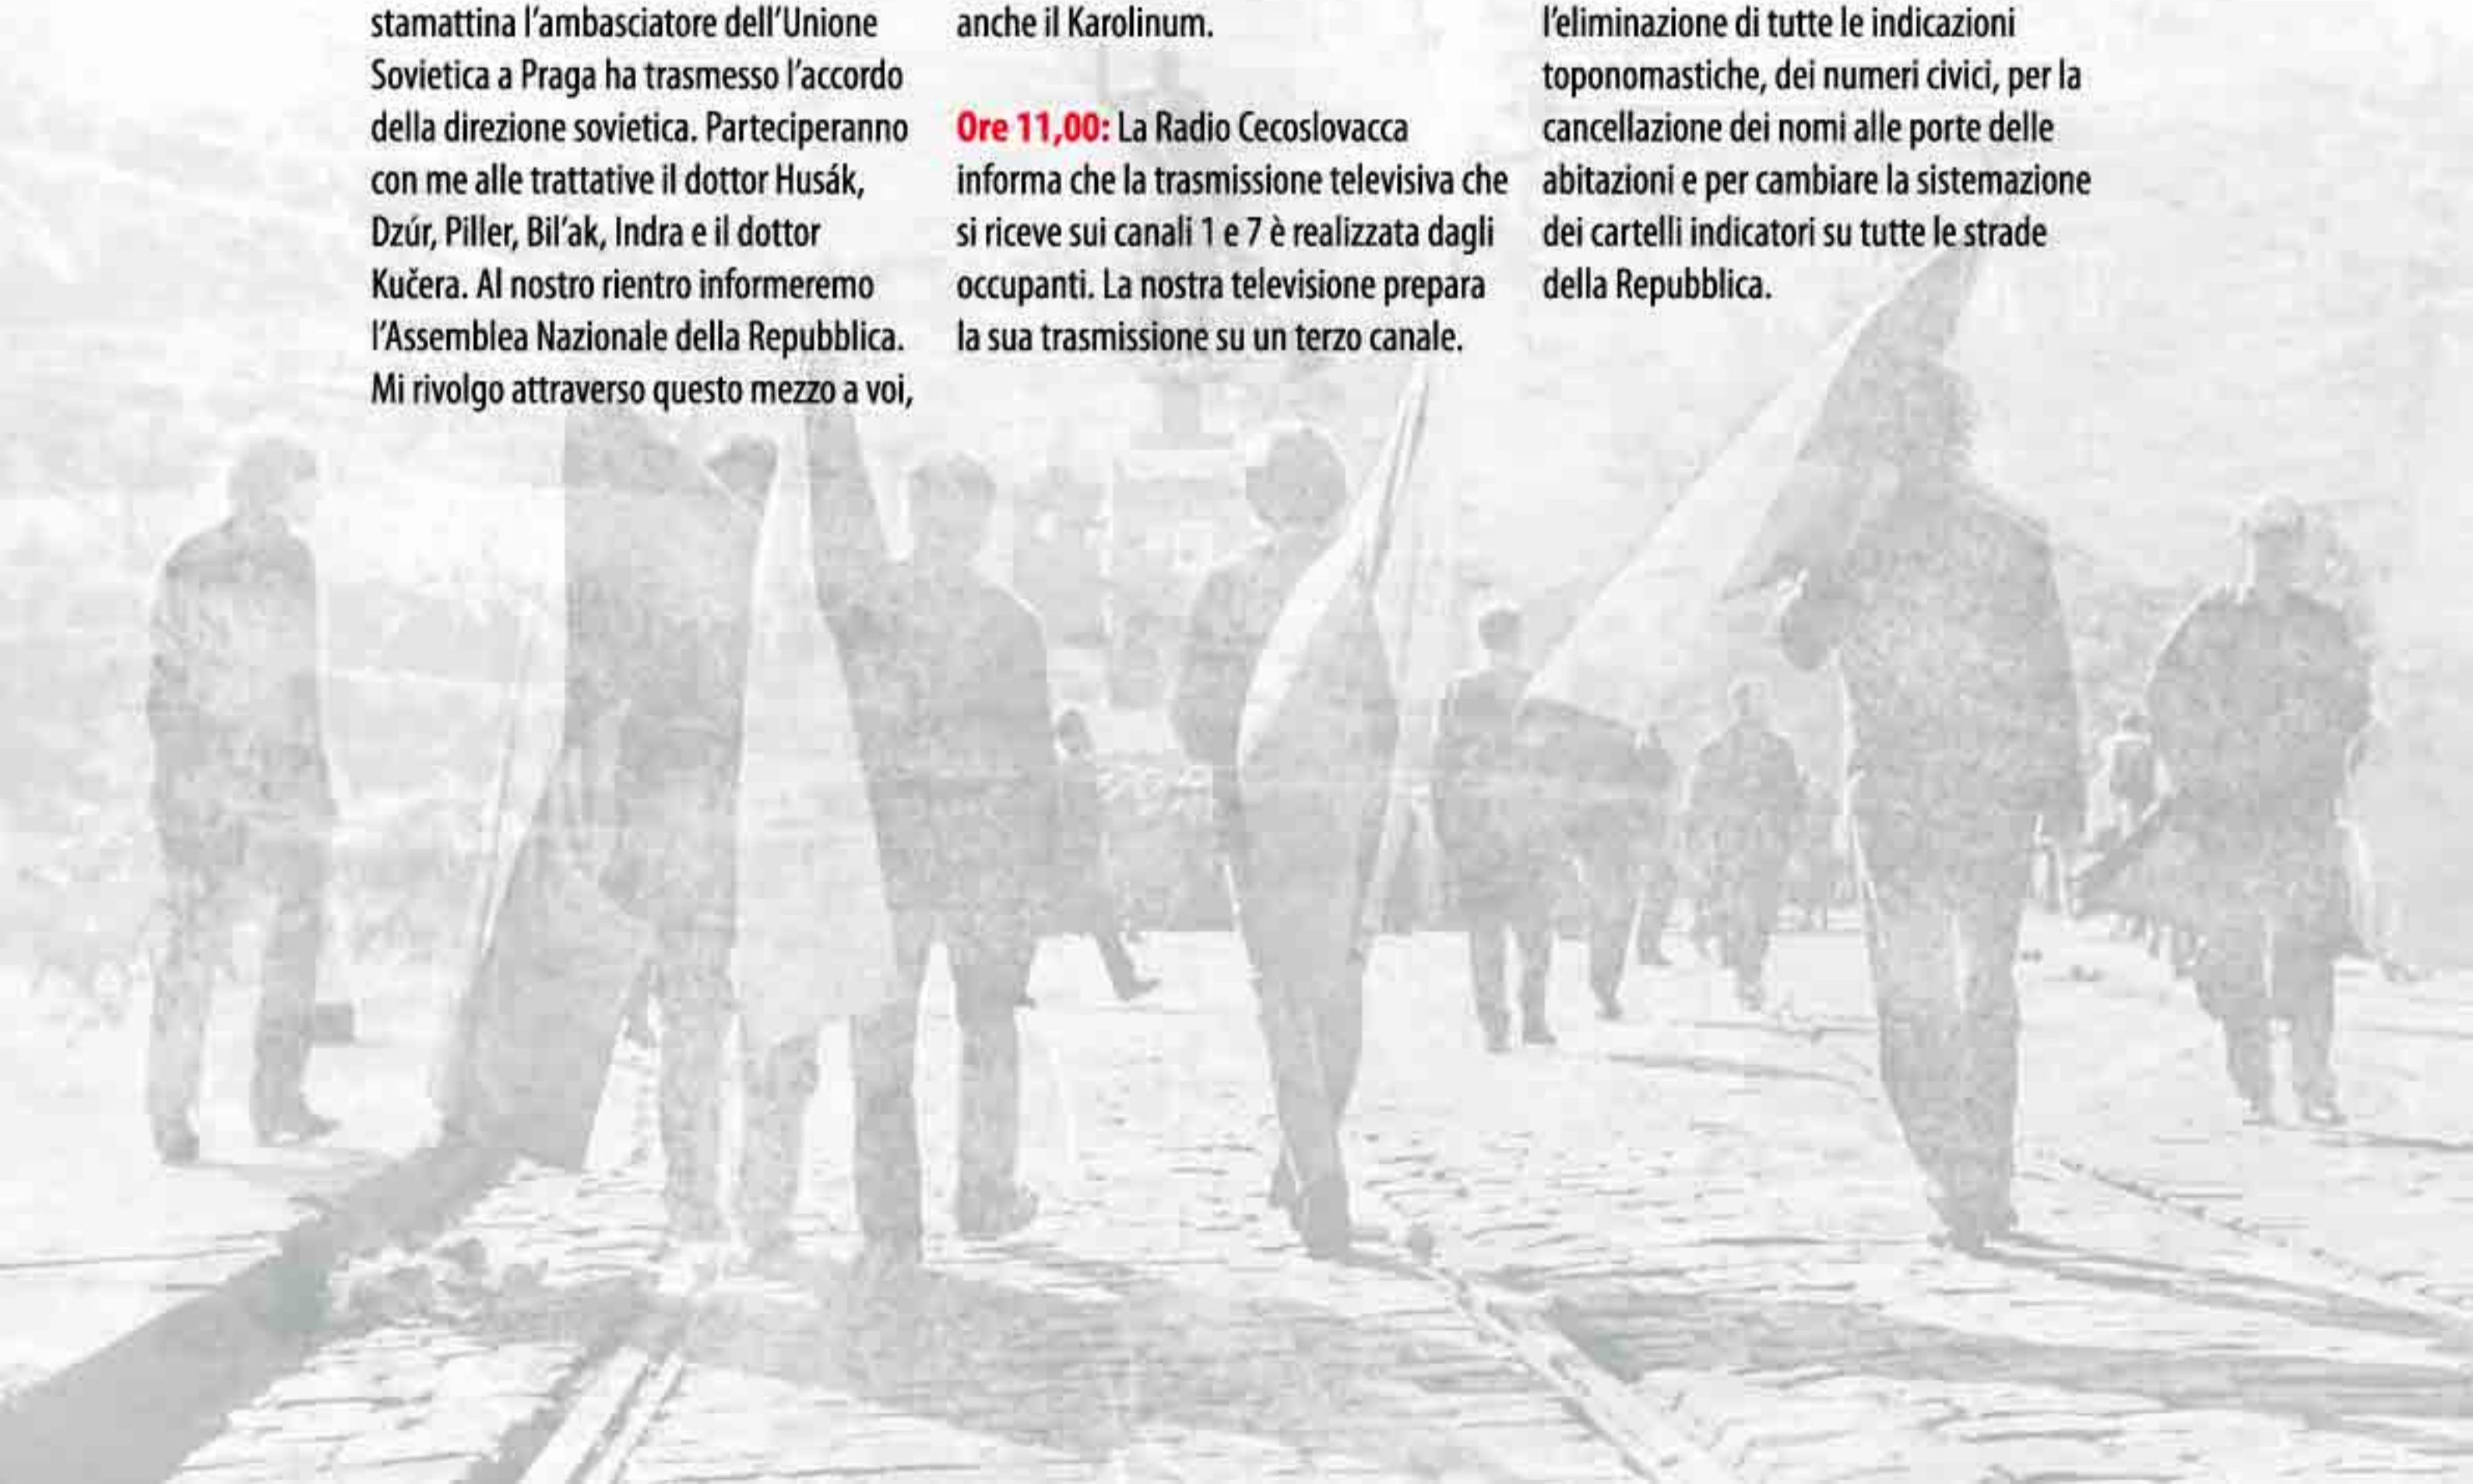 stamattina l'ambasciatore dell'Unione
Sovietica a Praga ha trasmesso l'accordo
della direzione sovietica. Parteciperanno
con me alle trattative il dottor Husák,
Dzúr, Piller, Bil'ak, Indra e il dottor
Kučera. Al nostro rientro informeremo
l'Assemblea Nazionale della Repubblica.
Mi rivolgo attraverso questo mezzo a voi,
anche il Karolinum.
Ore 11,00: La Radio Cecoslovacca
informa che la trasmissione televisiva che
si riceve sui canali 1 e 7 è realizzata dagli
occupanti. La nostra televisione prepara
la sua trasmissione su un terzo canale.
l'eliminazione di tutte le indicazioni
toponomastiche, dei numeri civici, per la
cancellazione dei nomi alle porte delle
abitazioni e per cambiare la sistemazione
dei cartelli indicatori su tutte le strade
della Repubblica.